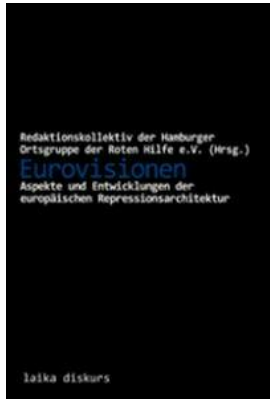 Redaktionskollektiv der Hamburger
Ortsgruppe der Roten Hilfe e.V. (Hrsg.)
Eurovisionen
Aspekte und Entwicklungen der
europäischen Repressionsarchitektur
laika diskurs